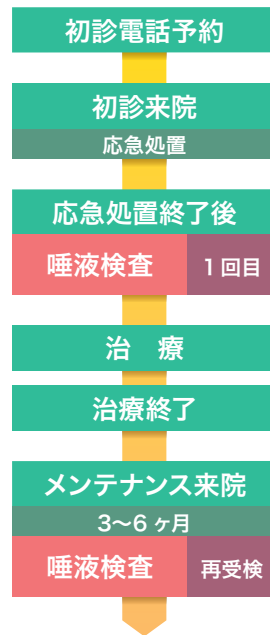 初診電話予約
初診来院
応急処置
応急処置終了後
唾液検査 1回目
治　療
治療終了
メンテナンス来院
3〜6ヶ月
唾液検査 再受検